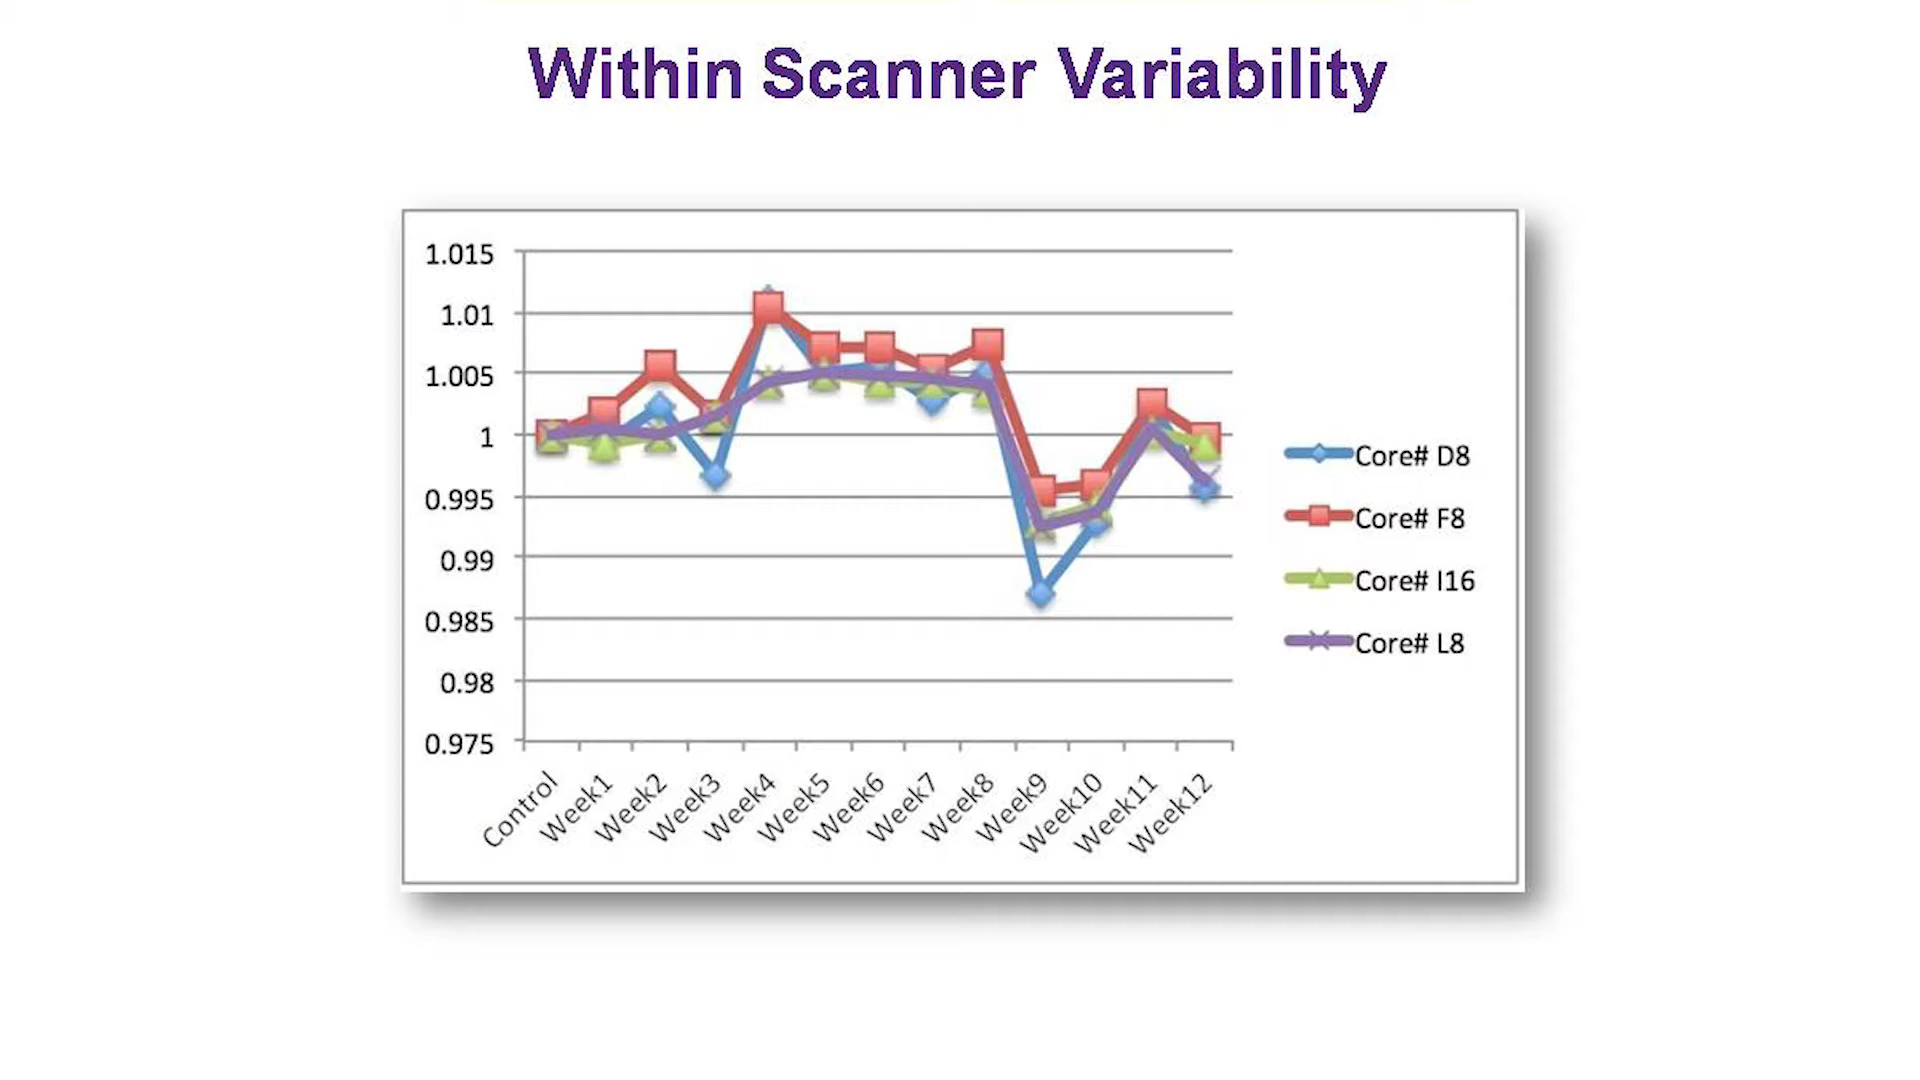 Within Scanner Variability
1.015
1.01
1.005
1
0.995
0.99
0.985
0.98
0.975
Control
Week1
Week2
Week3
Week4
Week5
Week6
Week7
Week8
Week9
Week10
Week11
Week12
Core# D8
Core# F8
Core# I16
Core# L8